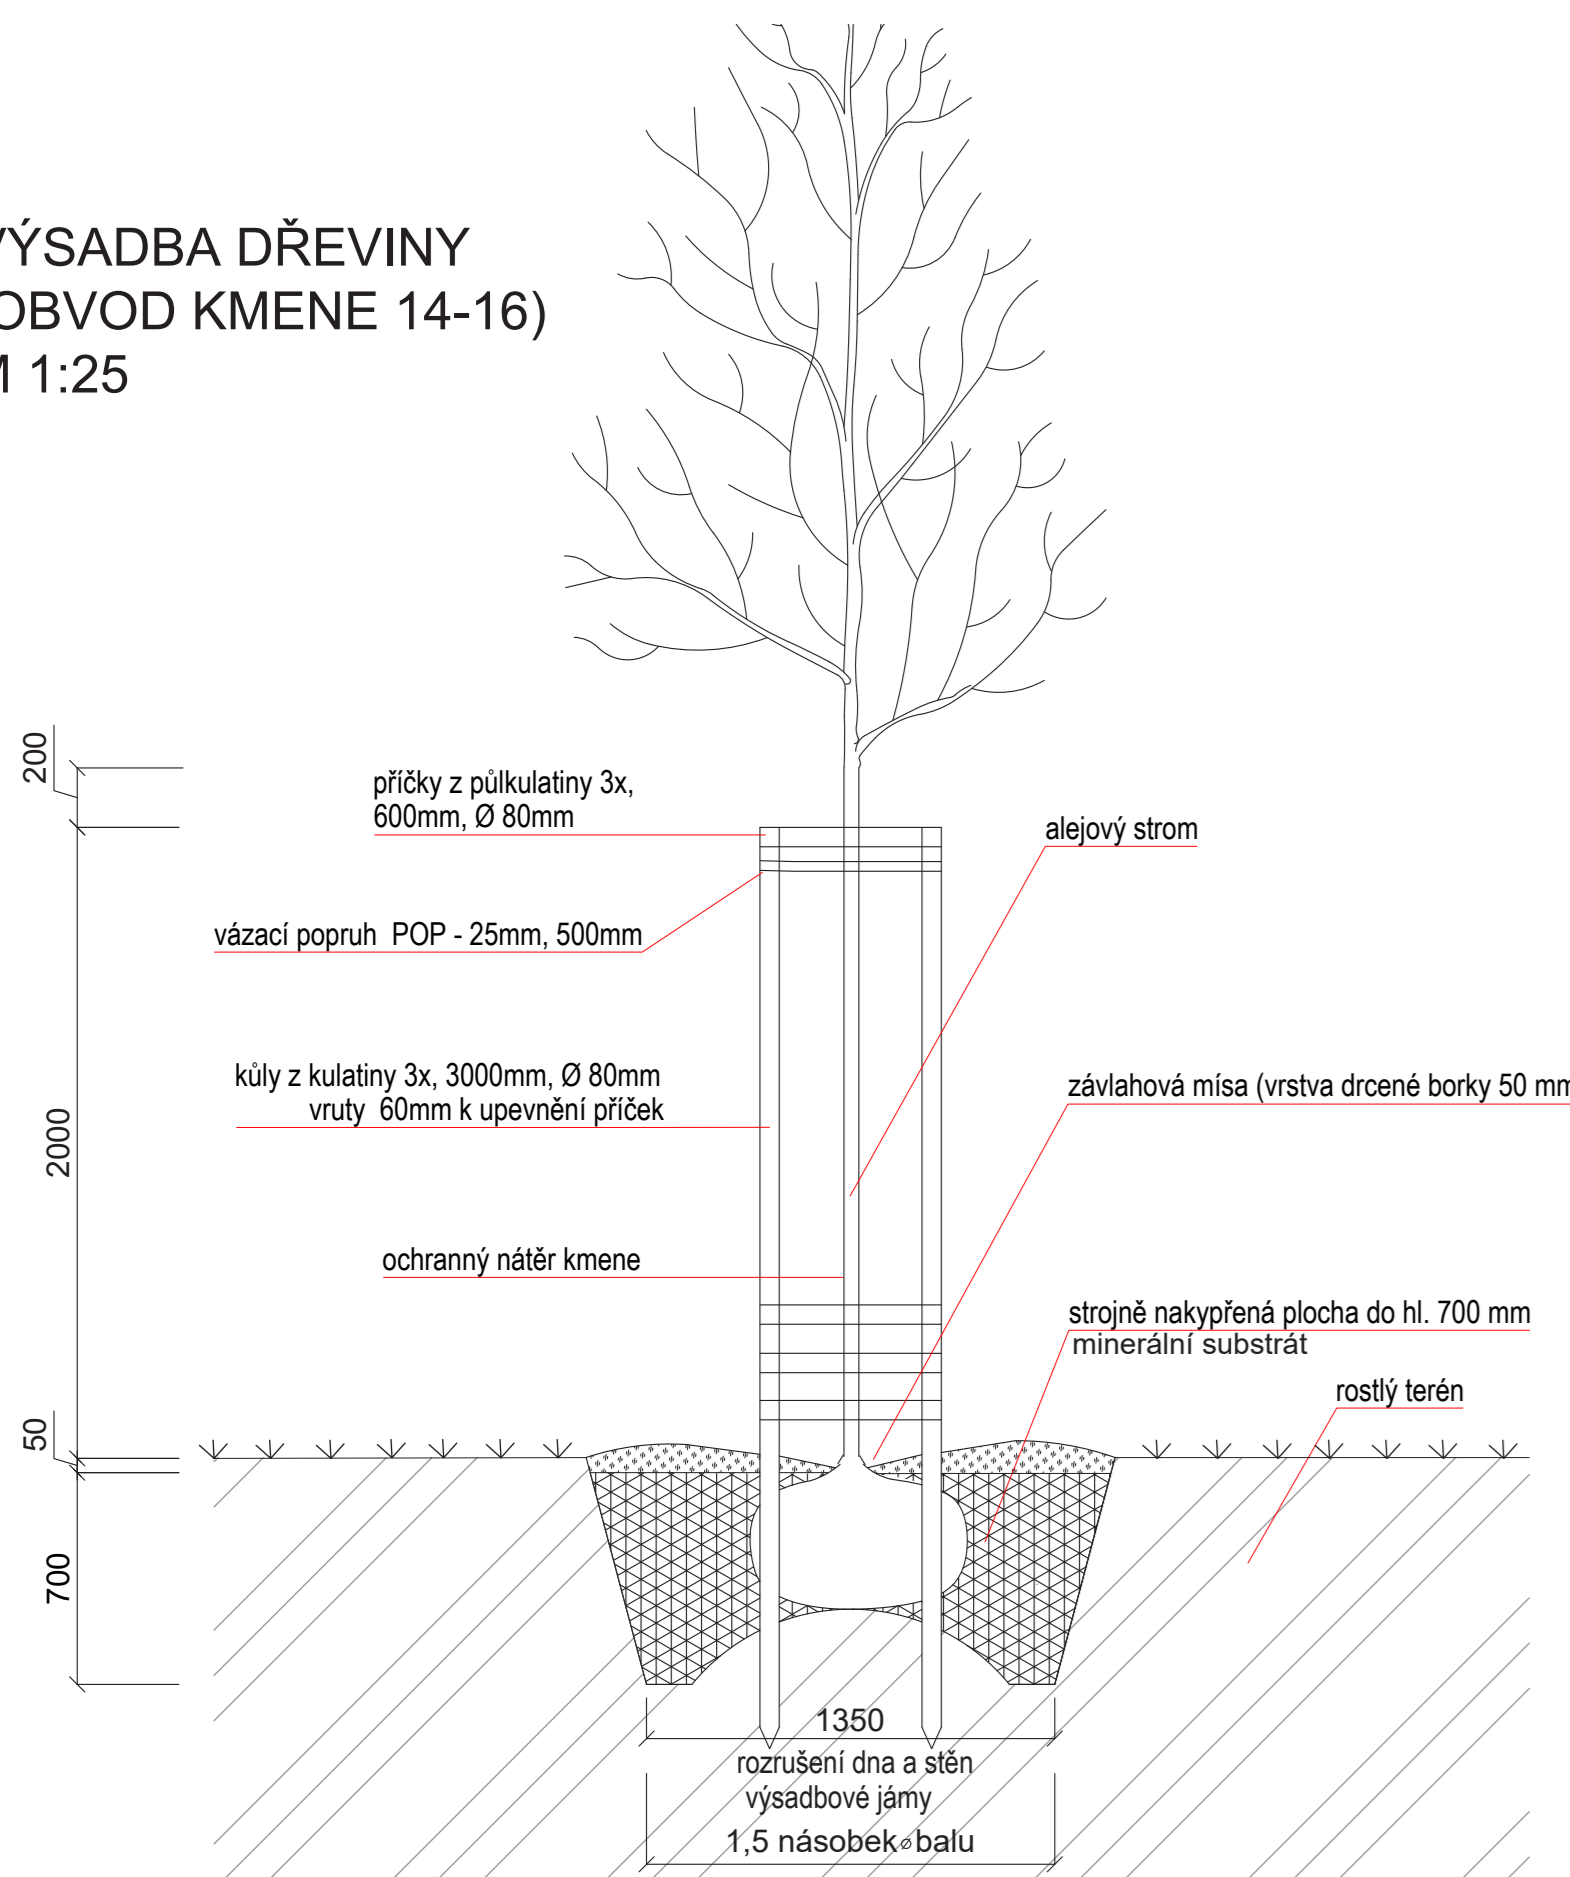 VÝSADBA DŘEVINY
OBVOD KMENE 14-16)
M 1:25
200
příčky z půlkulatiny 3x,
600mm, Ø 80mm
alejový strom
vázací popruh POP - 25mm, 500mm
kůly z kulatiny 3x, 3000mm, Ø 80mm
vruty 60mm k upevnění příček
závlahová mísa (vrstva drcené borky 50 mm
2000
ochranný nátěr kmene
strojně nakypřená plocha do hl. 700 mm
minerální substrát
rostlý terén
50
700
1350
rozrušení dna a stěn
výsadbové jámy
1,5 násobek ⌀ balu